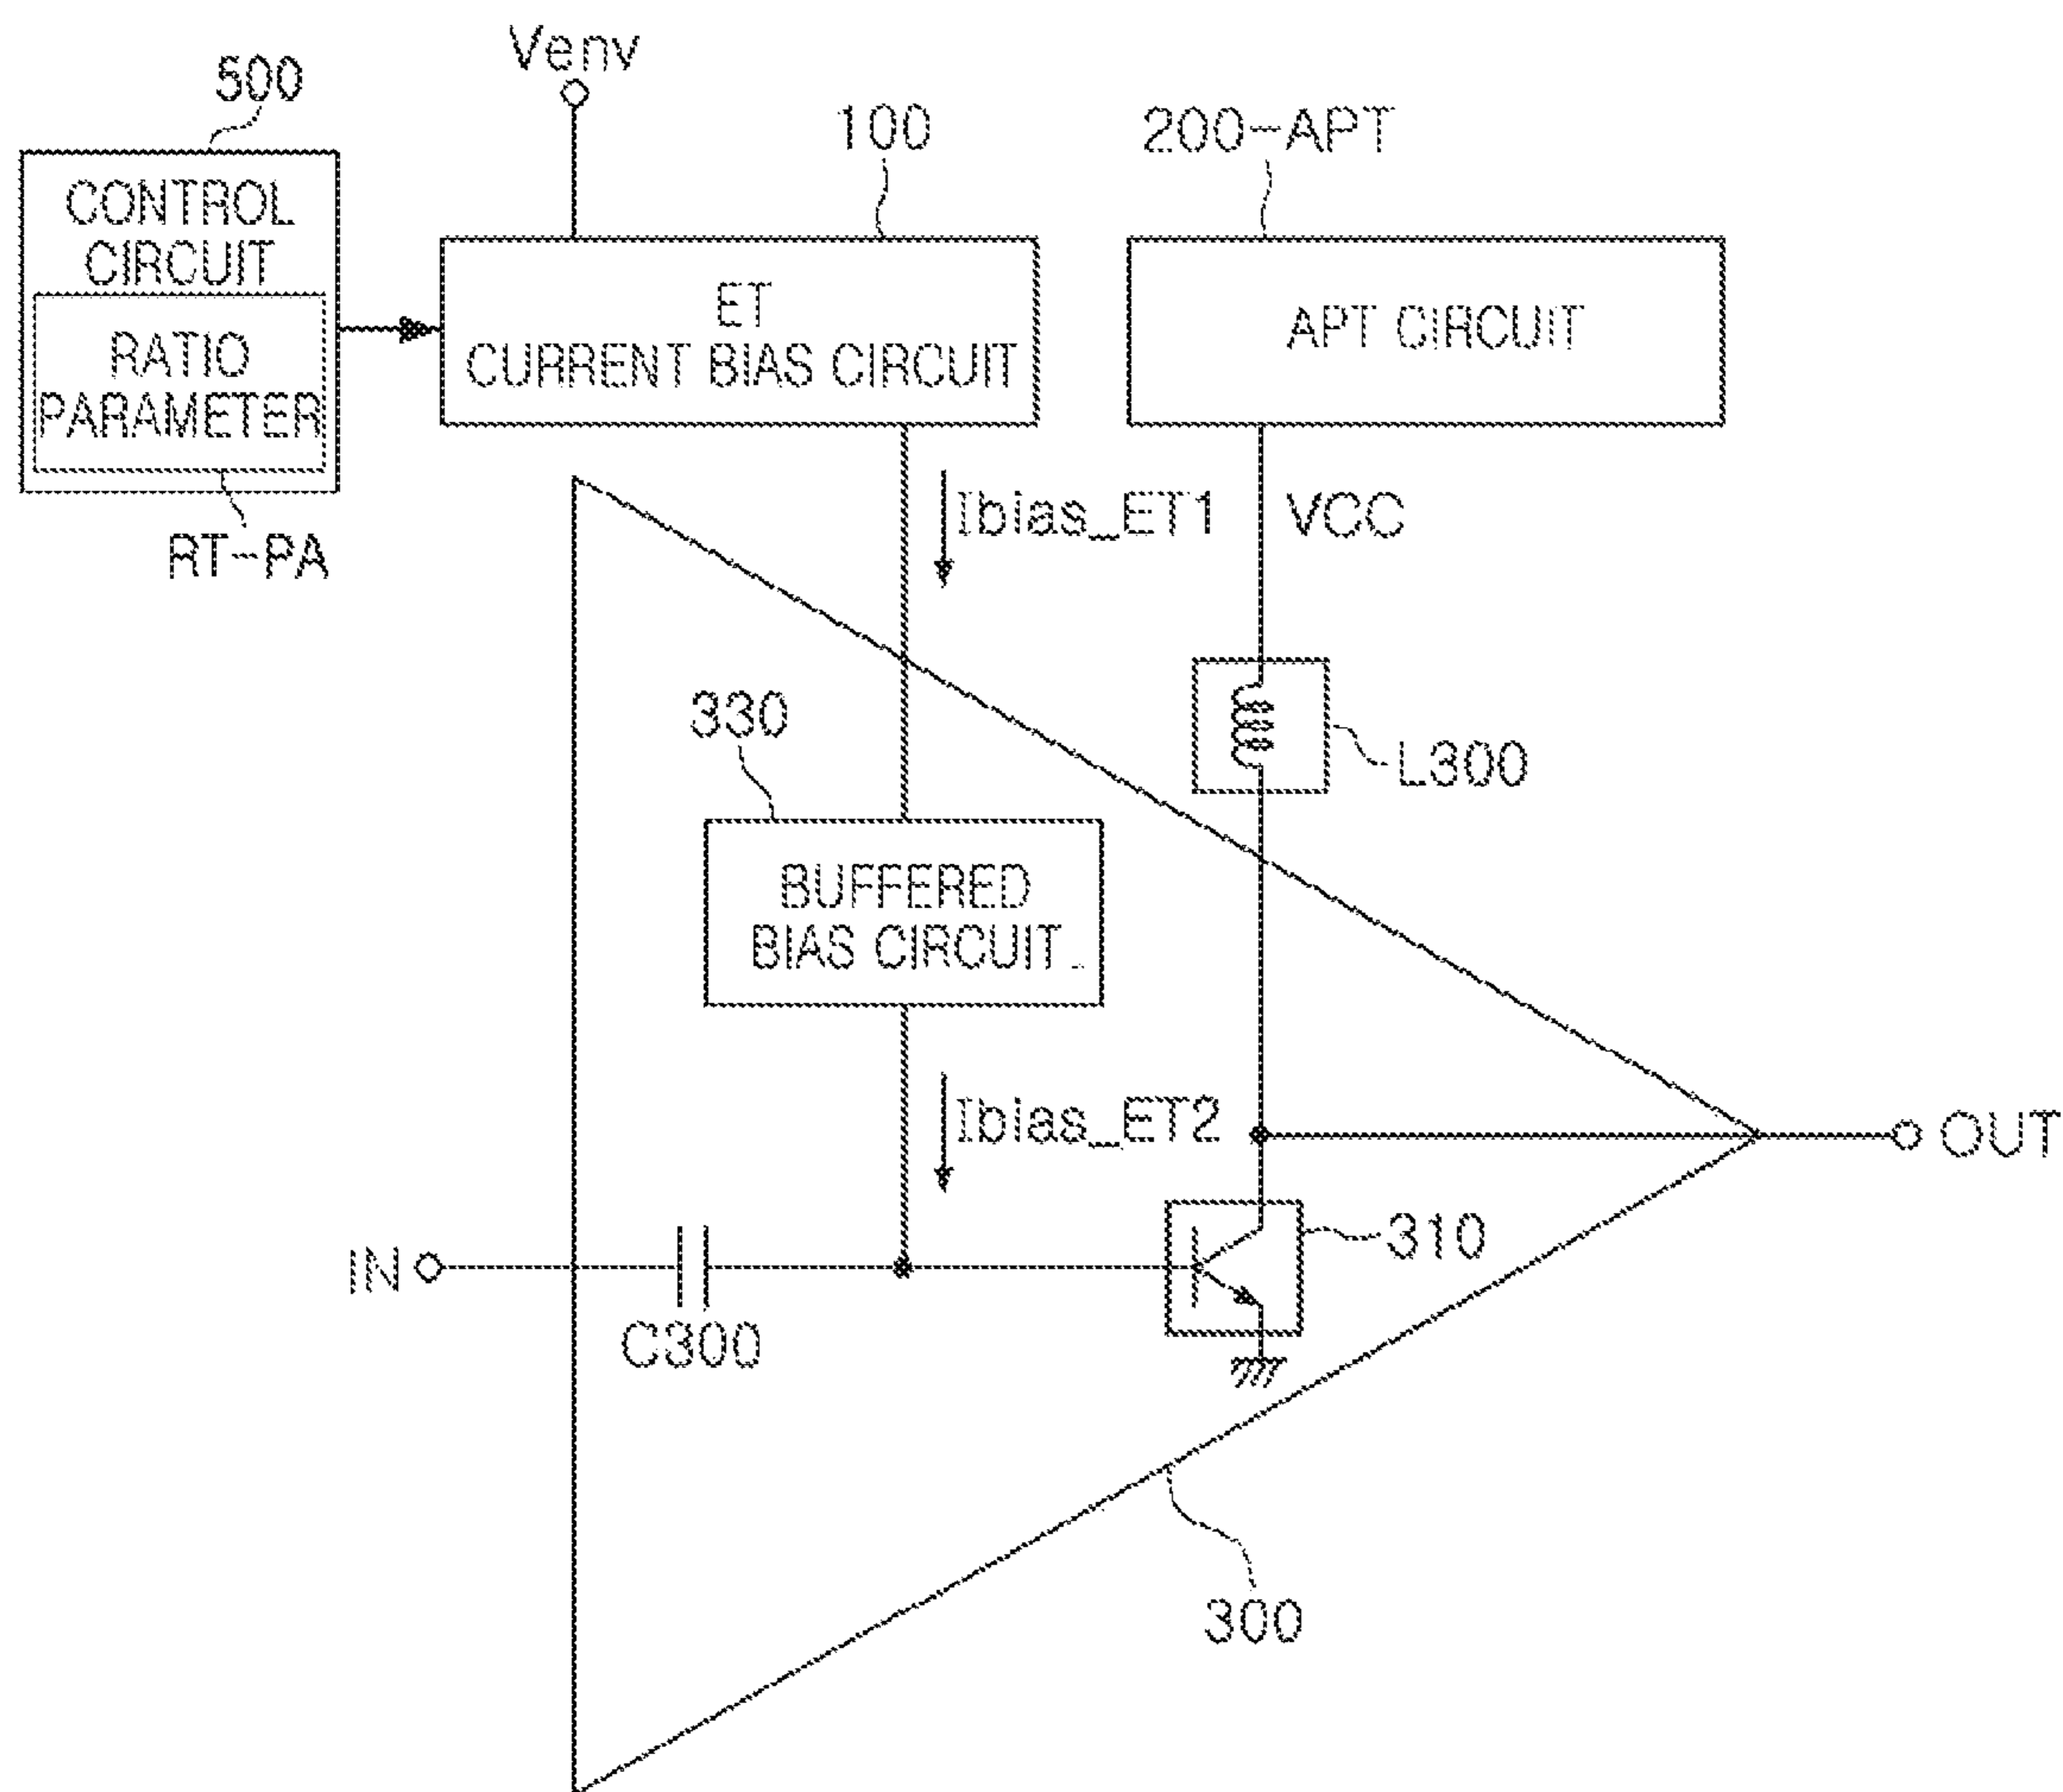 Venv
500
100
200-APT
CONTROL
CIRCUIT
RATIO
PARAMETER
RT-PA
ET
CURRENT BIAS CIRCUIT
APT CIRCUIT
Ibias_ET1
VCC
330
L300
BUFFERED
BIAS CIRCUIT
Ibias_ET2
OUT
IN
C300
310
300